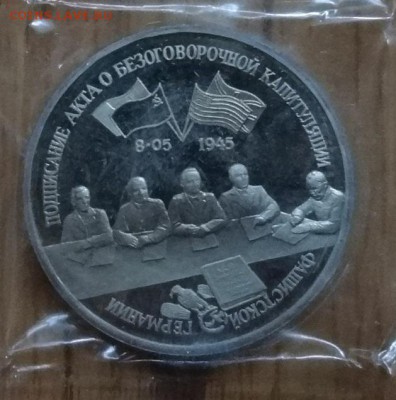 ПОДПИСАНИЕ АКТА О БЕЗОГОВОРОЧНОЙ КАПИТУЛЯЦИИ
ФАШИСТСКОЙ ГЕРМАНИИ
8·05 1945